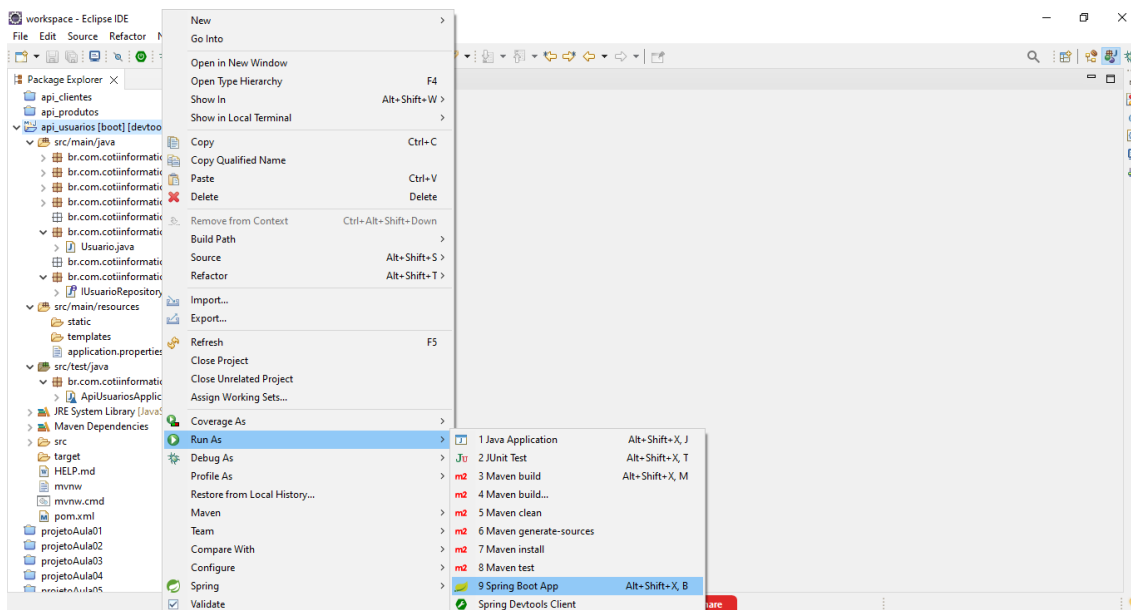 workspace - Eclipse IDE
File Edit Source Refactor
Package Explorer
api_clientes
api_produtos
api_usuarios [boot] [devtoo
src/main/java
br.com.cotiinformatic
br.com.cotiinformatic
br.com.cotiinformatic
br.com.cotiinformatic
br.com.cotiinformatic
br.com.cotiinformatic
Usuario.java
br.com.cotiinformatic
br.com.cotiinformatic
IUsuarioRepository
src/main/resources
static
templates
application.properties
src/test/java
br.com.cotiinformatic
ApiUsuariosApplic
JRE System Library [JavaS
Maven Dependencies
src
target
HELP.md
mvnw
mvnw.cmd
pom.xml
projetoAula01
projetoAula02
projetoAula03
projetoAula04
projetoAula05
New
Go Into
Open in New Window
Open Type Hierarchy F4
Show In Alt+Shift+W >
Show in Local Terminal
Copy Ctrl+C
Copy Qualified Name
Paste Ctrl+V
Delete Delete
Remove from Context Ctrl+Alt+Shift+Down
Build Path
Source Alt+Shift+S >
Refactor Alt+Shift+T >
Import...
Export...
Refresh F5
Close Project
Close Unrelated Project
Assign Working Sets...
Coverage As
Run As
Debug As
Profile As
Restore from Local History...
Maven
Team
Compare With
Configure
Spring
Validate
1 Java Application Alt+Shift+X, J
2 JUnit Test Alt+Shift+X, T
3 Maven build Alt+Shift+X, M
4 Maven build...
5 Maven clean
6 Maven generate-sources
7 Maven install
8 Maven test
9 Spring Boot App Alt+Shift+X, B
Spring Devtools Client
hare